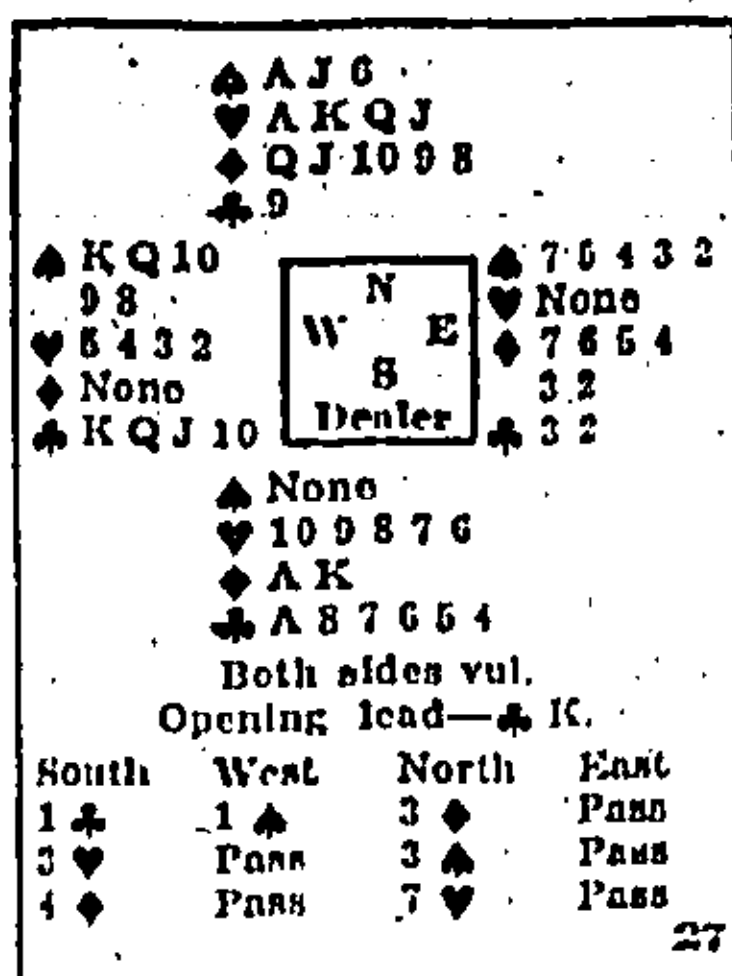 ♠ A J 6
♥ A K Q J
♦ Q J 10 9 8
♣ 9
♠ K Q 10
9 8
♥ 5 4 3 2
♦ None
♣ K Q J 10
N
W E
S
Dealer
♠ 7 5 4 3 2
♥ None
♦ 7 6 5 4
3 2
♣ 3 2
♠ None
♥ 10 9 8 7 6
♦ A K
♣ A 8 7 6 5 4
Both sides vul.
Opening lead—♣ K.
South West North East
1 ♣ 1 ♠ 3 ♦ Pass
3 ♥ Pass 3 ♠ Pass
4 ♦ Pass 7 ♥ Pass
27